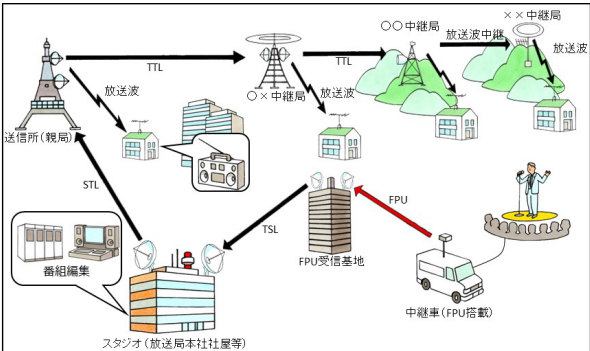 ××中継局
○○中継局
放送波中継
放送波
TTL
TTL
○×中継局
放送波
放送波
送信所(親局)
STL
TSL
FPU
FPU受信基地
番組編集
中継車(FPU搭載)
スタジオ(放送局本社社屋等)